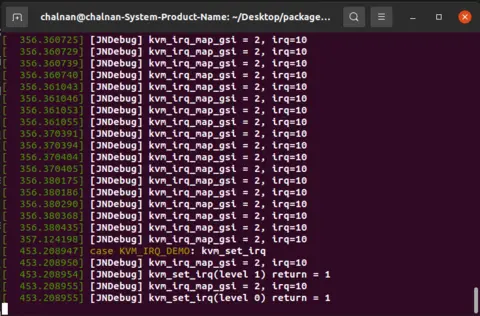 chalnan@chalnan-System-Product-Name: ~/Desktop/package...
[  356.360725] [JNDebug] kvm_irq_map_gsi = 2, irq=10
[  356.360729] [JNDebug] kvm_irq_map_gsi = 2, irq=10
[  356.360739] [JNDebug] kvm_irq_map_gsi = 2, irq=10
[  356.360740] [JNDebug] kvm_irq_map_gsi = 2, irq=10
[  356.361043] [JNDebug] kvm_irq_map_gsi = 2, irq=10
[  356.361046] [JNDebug] kvm_irq_map_gsi = 2, irq=10
[  356.361053] [JNDebug] kvm_irq_map_gsi = 2, irq=10
[  356.361055] [JNDebug] kvm_irq_map_gsi = 2, irq=10
[  356.370391] [JNDebug] kvm_irq_map_gsi = 2, irq=10
[  356.370394] [JNDebug] kvm_irq_map_gsi = 2, irq=10
[  356.370404] [JNDebug] kvm_irq_map_gsi = 2, irq=10
[  356.370405] [JNDebug] kvm_irq_map_gsi = 2, irq=10
[  356.380175] [JNDebug] kvm_irq_map_gsi = 2, irq=10
[  356.380186] [JNDebug] kvm_irq_map_gsi = 2, irq=10
[  356.380290] [JNDebug] kvm_irq_map_gsi = 2, irq=10
[  356.380368] [JNDebug] kvm_irq_map_gsi = 2, irq=10
[  356.380435] [JNDebug] kvm_irq_map_gsi = 2, irq=10
[  357.124198] [JNDebug] kvm_irq_map_gsi = 2, irq=10
[  453.208947] case KVM_IRQ_DEMO: kvm_set_irq
[  453.208950] [JNDebug] kvm_irq_map_gsi = 2, irq=10
[  453.208954] [JNDebug] kvm_set_irq(level 1) return = 1
[  453.208955] [JNDebug] kvm_irq_map_gsi = 2, irq=10
[  453.208955] [JNDebug] kvm_set_irq(level 0) return = 1